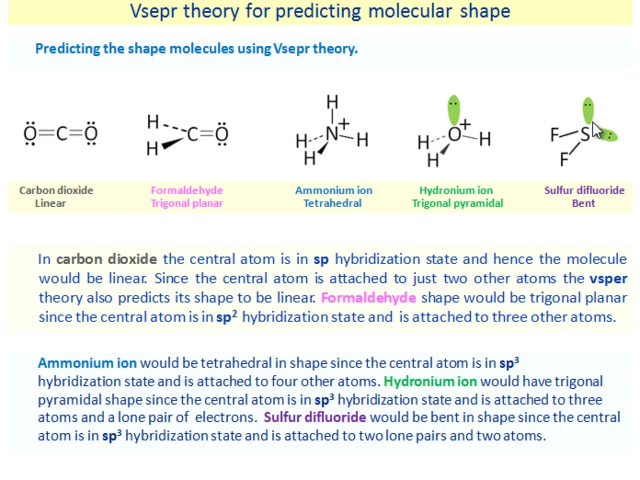 Vsepr theory for predicting molecular shape
Predicting the shape molecules using Vsepr theory.
Ö=C=Ö
H H C=Ö
H H N+ H H
H O+ H H
F S F
Carbon dioxide
Linear
Formaldehyde
Trigonal planar
Ammonium ion
Tetrahedral
Hydronium ion
Trigonal pyramidal
Sulfur difluoride
Bent
In carbon dioxide the central atom is in sp hybridization state and hence the molecule
would be linear. Since the central atom is attached to just two other atoms the vsper
theory also predicts its shape to be linear. Formaldehyde shape would be trigonal planar
since the central atom is in sp² hybridization state and is attached to three other atoms.
Ammonium ion would be tetrahedral in shape since the central atom is in sp³
hybridization state and is attached to four other atoms. Hydronium ion would have trigonal
pyramidal shape since the central atom is in sp³ hybridization state and is attached to three
atoms and a lone pair of electrons. Sulfur difluoride would be bent in shape since the central
atom is in sp³ hybridization state and is attached to two lone pairs and two atoms.